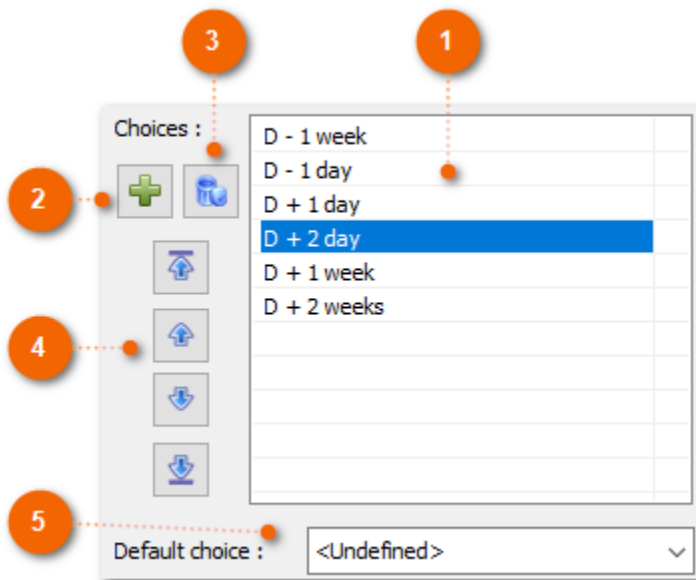 3
1
Choices :
D - 1 week
D - 1 day
2
D + 1 day
D + 2 day
D + 1 week
D + 2 weeks
4
5
Default choice :
<Undefined>